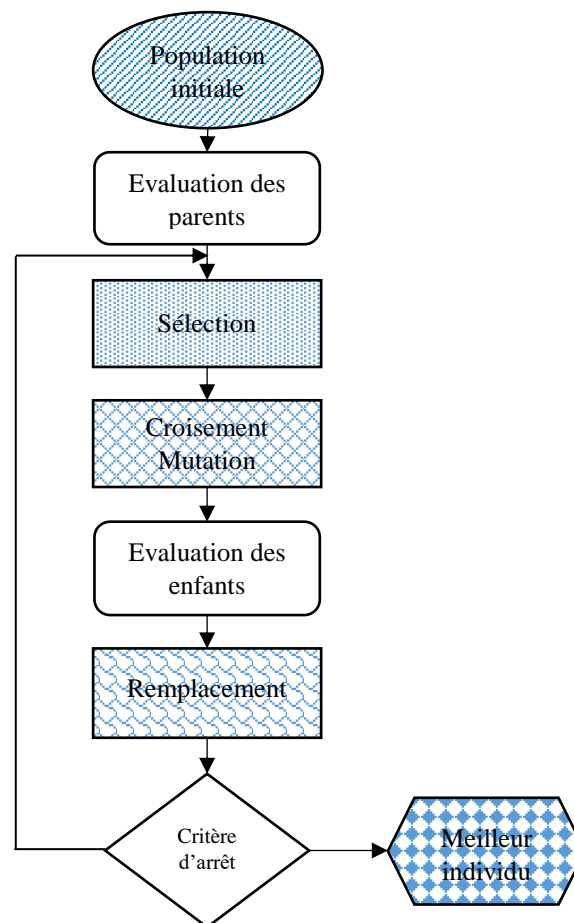 Population
initiale
Evaluation des
parents
Sélection
Croisement
Mutation
Evaluation des
enfants
Remplacement
Critère
d'arrêt
Meilleur
individu